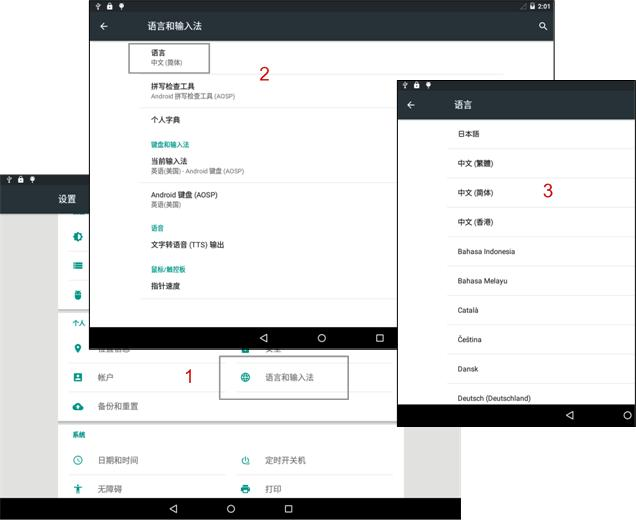 2:01
语言和输入法
语言
中文 (简体)
2
拼写检查工具
Android 拼写检查工具 (AOSP)
个人字典
键盘和输入法
当前输入法
英语(美国) - Android 键盘 (AOSP)
Android 键盘 (AOSP)
英语(美国)
语音
文字转语音 (TTS) 输出
鼠标/触控板
指针速度
语言
日本語
中文 (繁體)
中文 (简体)
3
中文 (香港)
Bahasa Indonesia
Bahasa Melayu
Català
Čeština
Dansk
Deutsch (Deutschland)
设置
个人
帐户
1
语言和输入法
备份和重置
系统
日期和时间
定时开关机
无障碍
打印